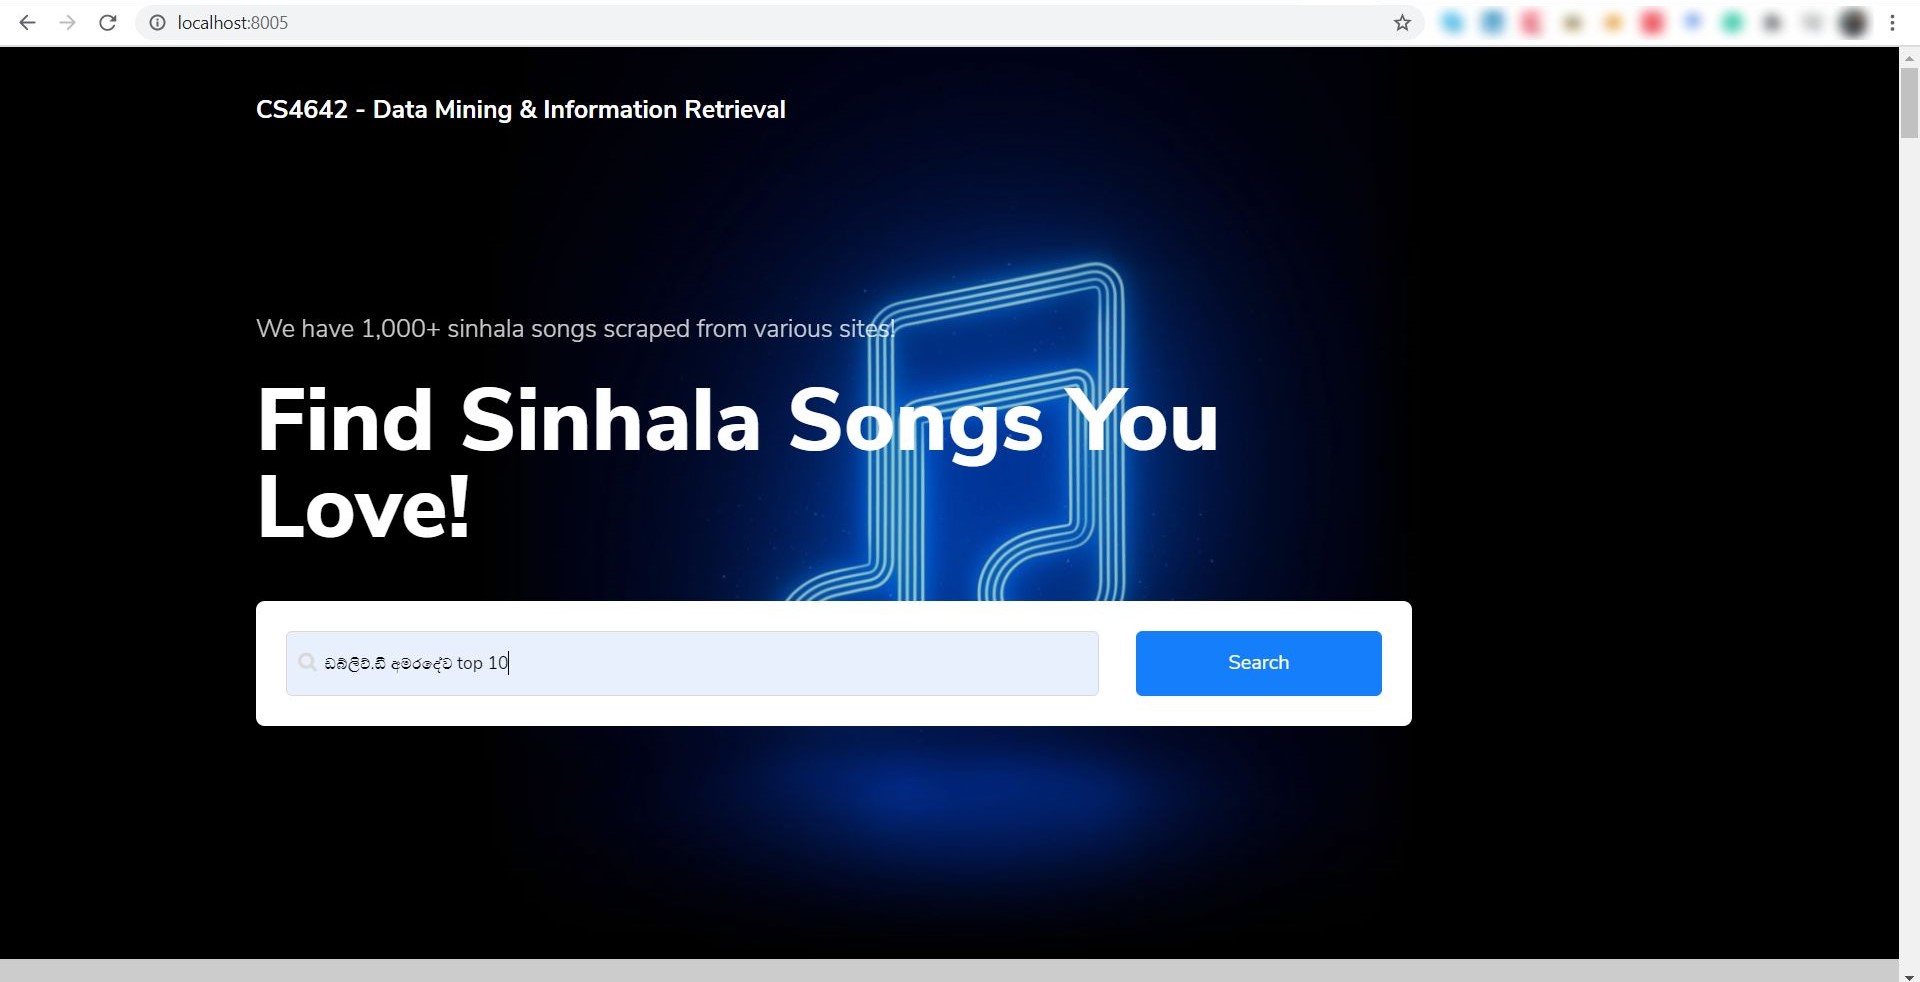 localhost:8005
CS4642 - Data Mining & Information Retrieval
We have 1,000+ sinhala songs scraped from various sites!
Find Sinhala Songs You
Love!
ඩබ්ලිව්.ඩී අමරදේව top 10
Search